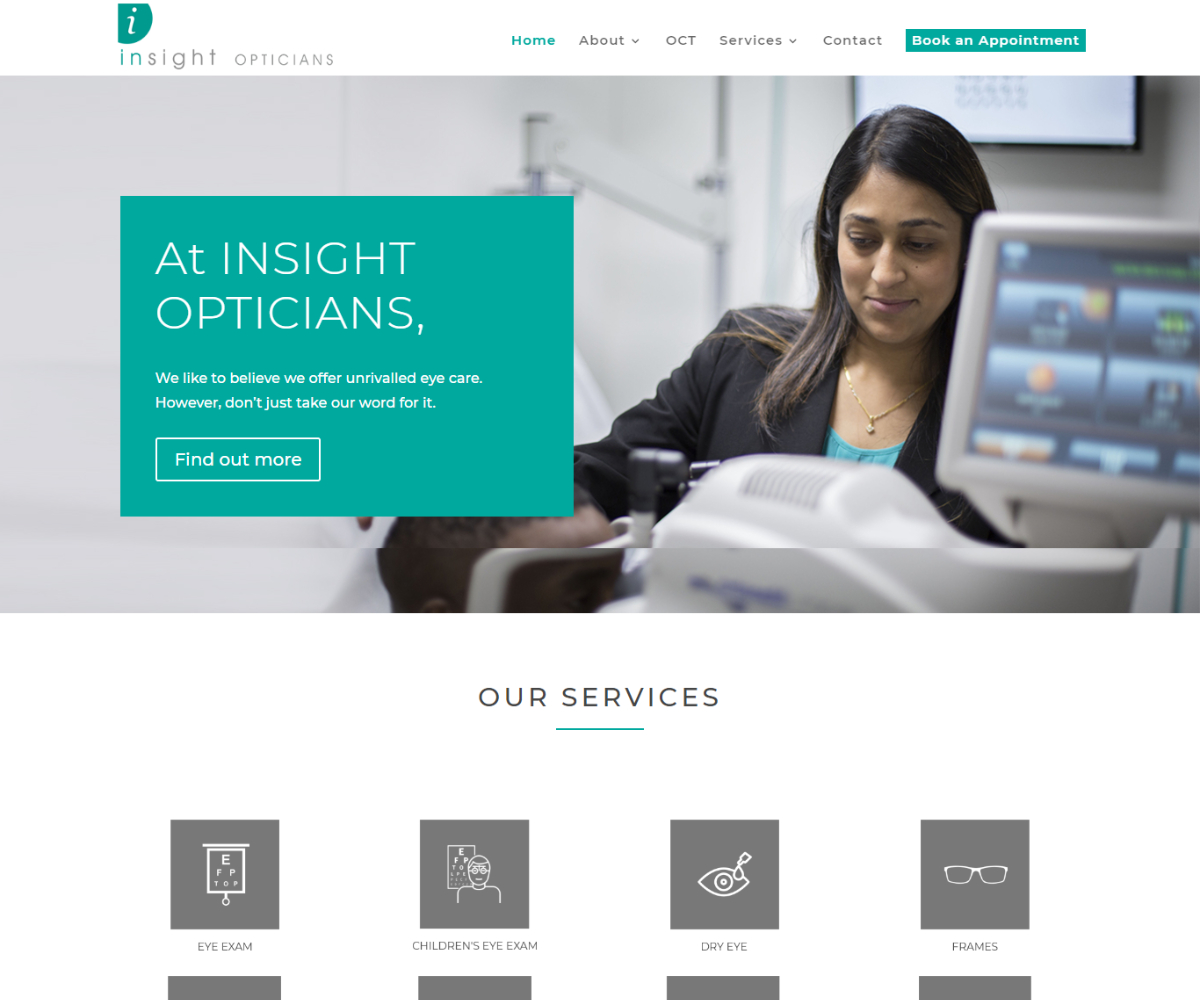 i
insight OPTICIANS
Home About OCT Services Contact Book an Appointment
At INSIGHT
OPTICIANS,
We like to believe we offer unrivalled eye care.
However, don't just take our word for it.
Find out more
OUR SERVICES
E
F P
T O P
E
F P
T O
EYE EXAM
CHILDREN'S EYE EXAM
DRY EYE
FRAMES